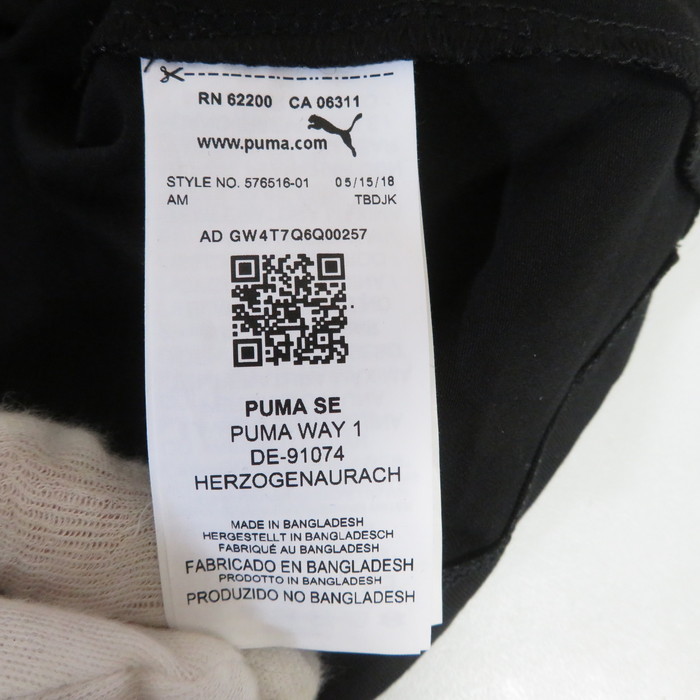 RN 62200 CA 06311
www.puma.com
STYLE NO. 576516-01 05/15/18
AM TBDJK
AD GW4T7Q6Q00257
PUMA SE
PUMA WAY 1
DE-91074
HERZOGENAURACH
MADE IN BANGLADESH
HERGESTELLT IN BANGLADESCH
FABRIQUÉ AU BANGLADESH
FABRICADO EN BANGLADESH
PRODOTTO IN BANGLADESH
PRODUZIDO NO BANGLADESH